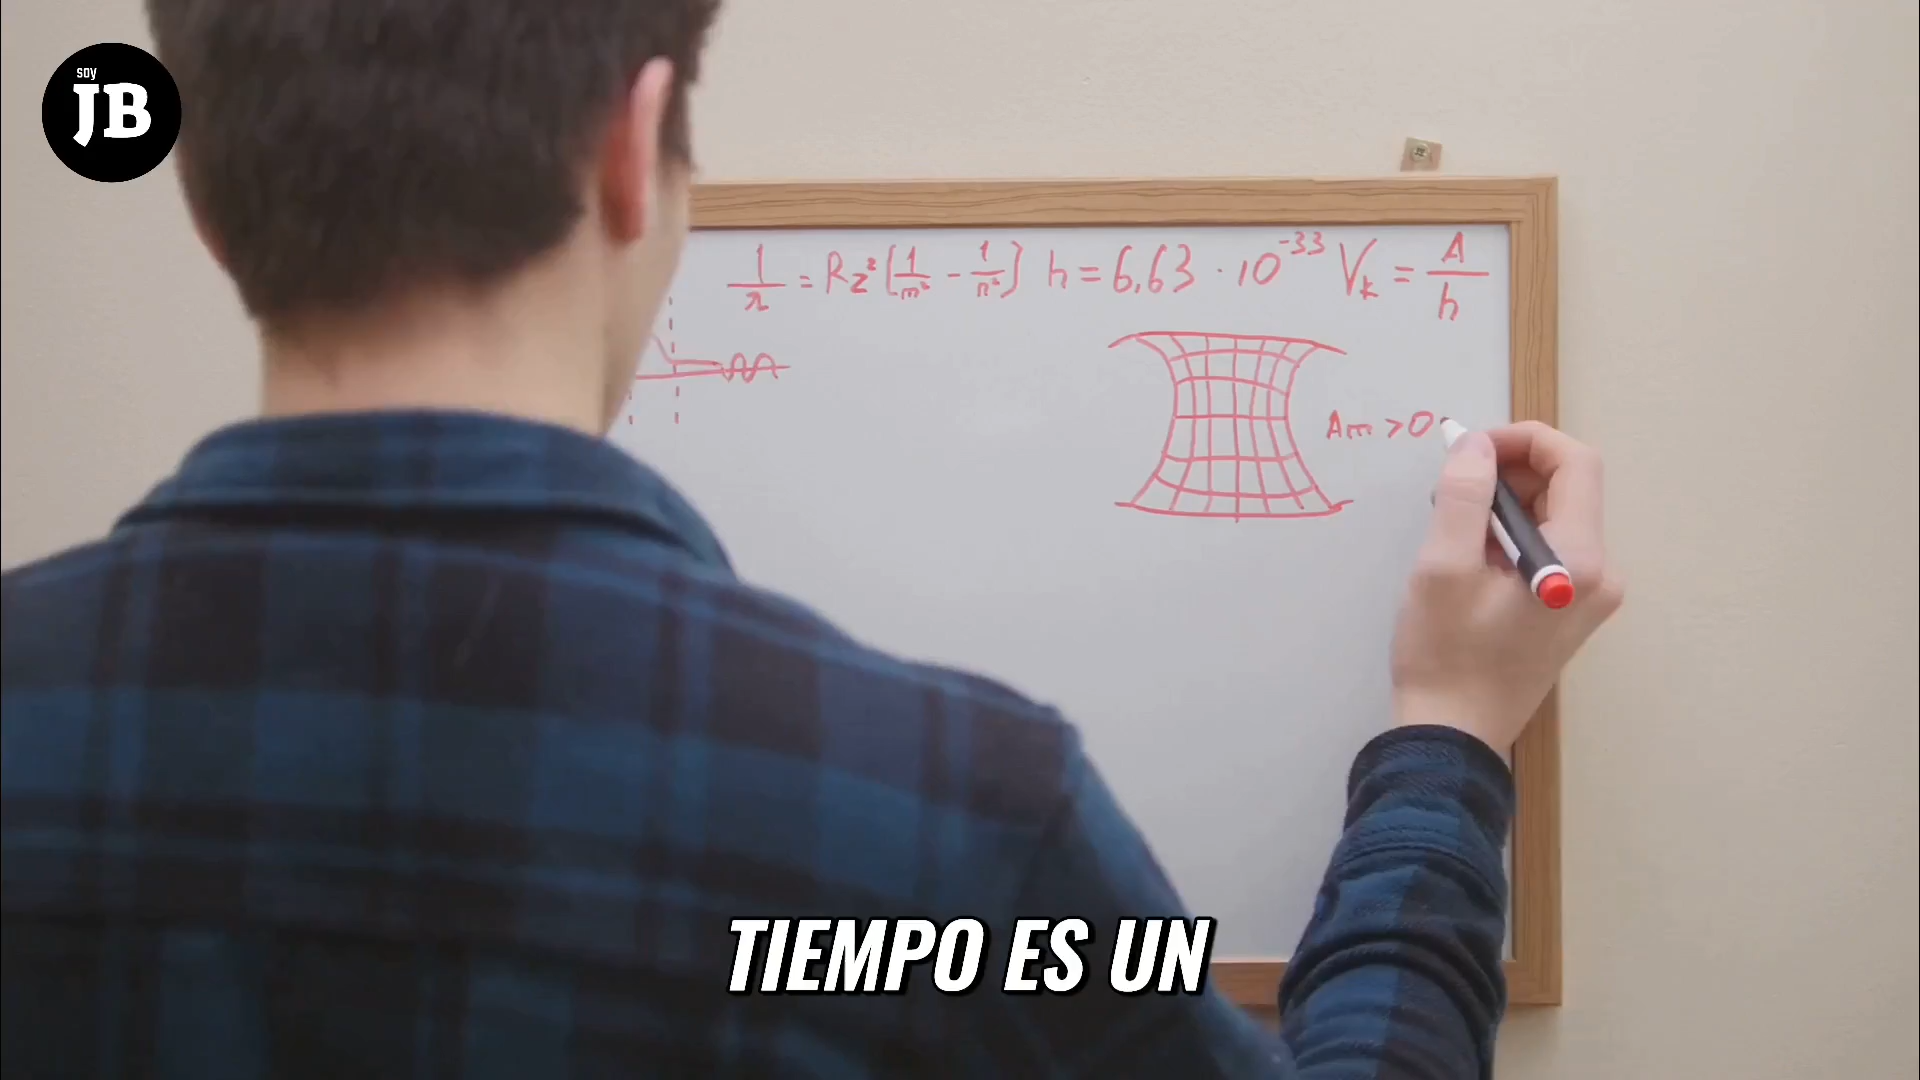 soy
JB
1/λ = Rz²(1/m² - 1/n²) h = 6,63 · 10⁻³³ Vk = A/h
Am > 0
TIEMPO ES UN